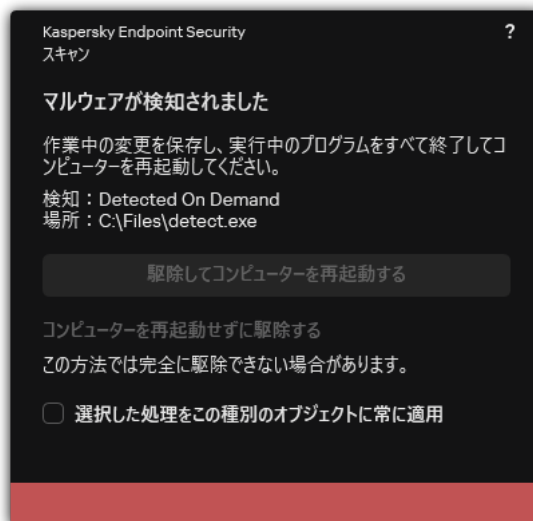 Kaspersky Endpoint Security
?
スキャン
マルウェアが検知されました
作業中の変更を保存し、実行中のプログラムをすべて終了してコ
ンピューターを再起動してください。
検知：Detected On Demand
場所：C:\Files\detect.exe
駆除してコンピューターを再起動する
コンピューターを再起動せずに駆除する
この方法では完全に駆除できない場合があります。
選択した処理をこの種別のオブジェクトに常に適用